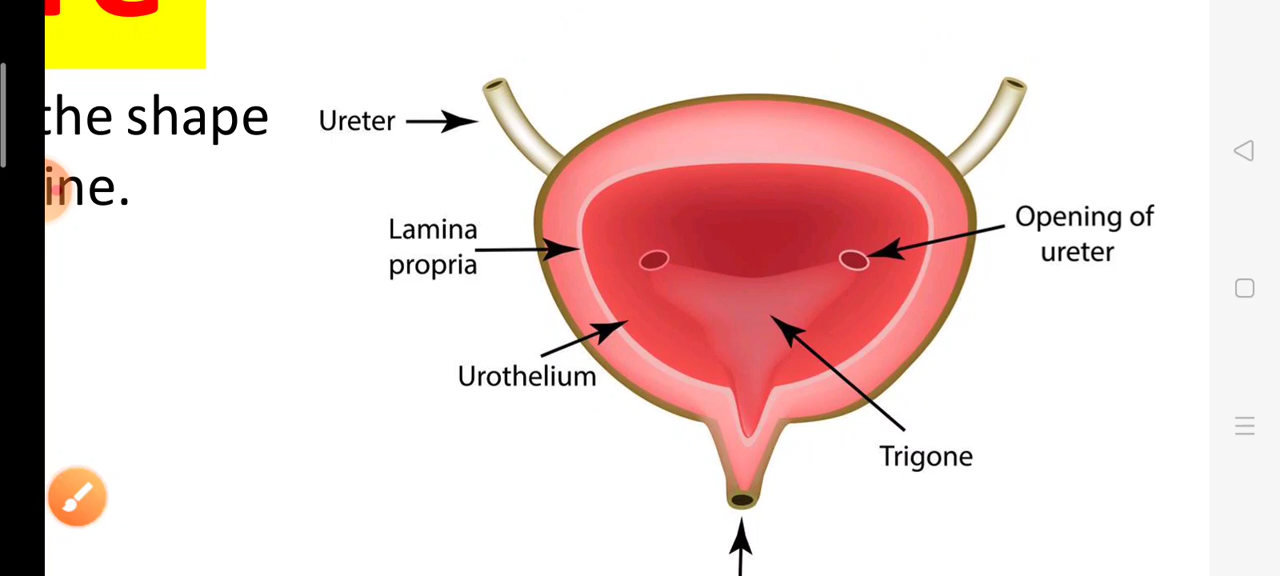 the shape
ine.
Ureter
Lamina
propria
Urothelium
Opening of
ureter
Trigone